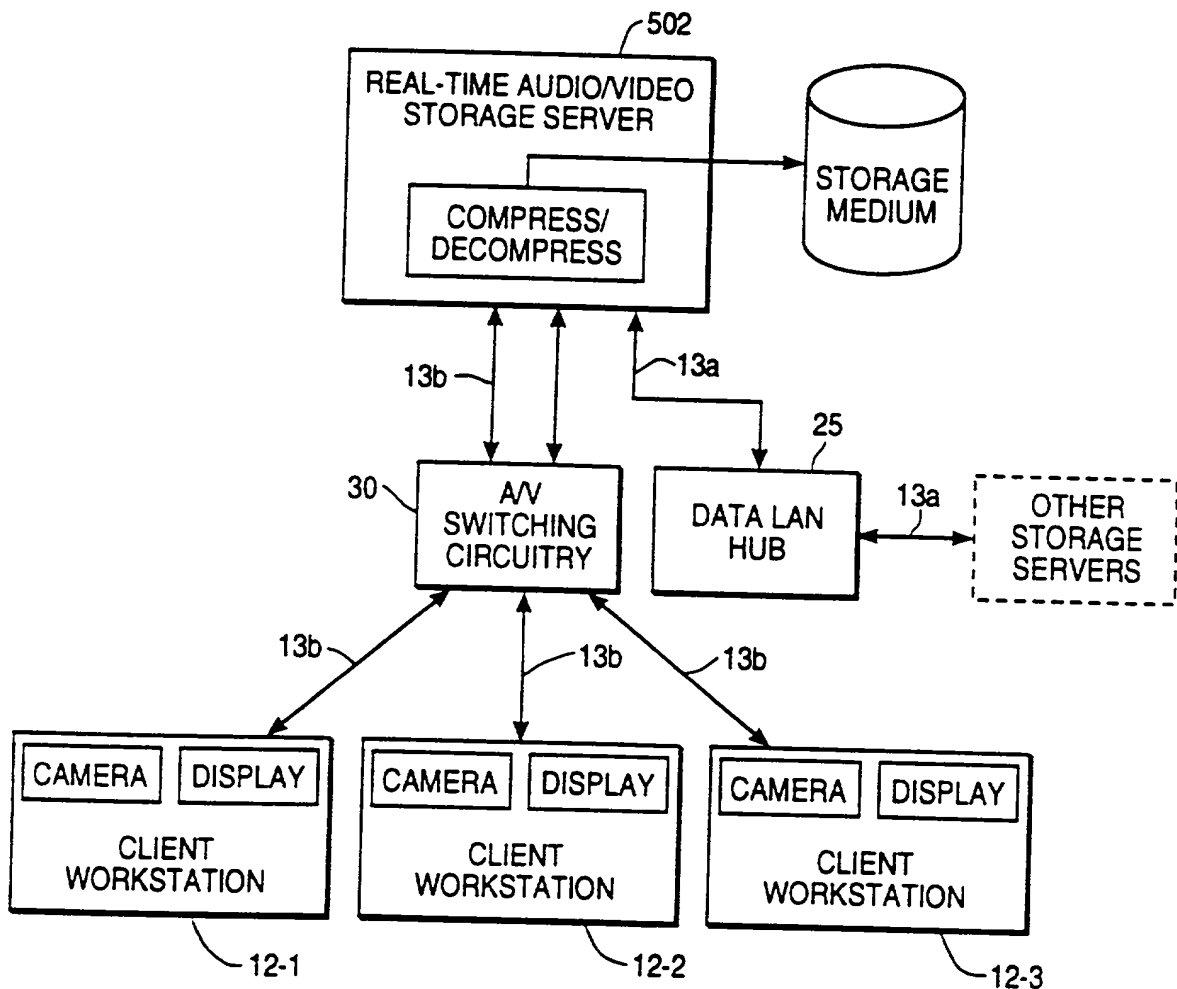 502
REAL-TIME AUDIO/VIDEO
STORAGE SERVER
COMPRESS/
DECOMPRESS
STORAGE
MEDIUM
13b
13a
25
30
A/V
SWITCHING
CIRCUITRY
DATA LAN
HUB
13a
OTHER
STORAGE
SERVERS
13b
13b
13b
CAMERA
DISPLAY
CLIENT
WORKSTATION
CAMERA
DISPLAY
CLIENT
WORKSTATION
CAMERA
DISPLAY
CLIENT
WORKSTATION
12-1
12-2
12-3